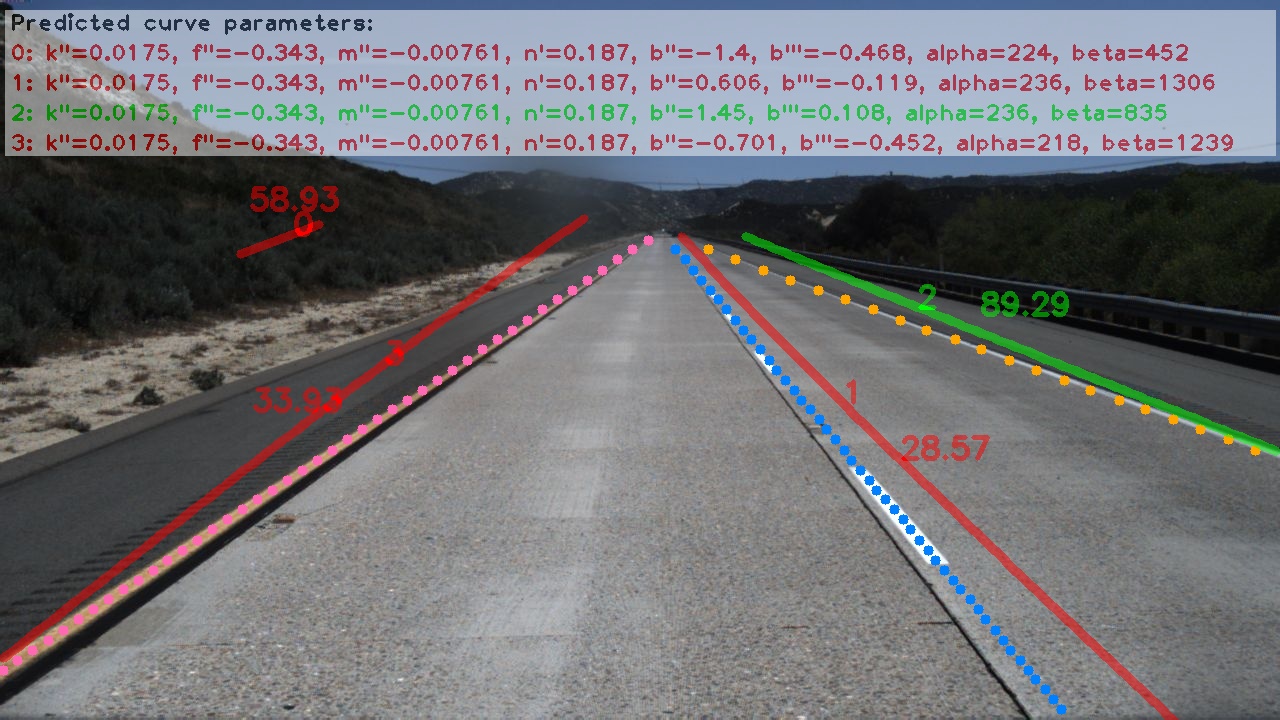 Predicted curve parameters:
0: k''=0.0175, f''=-0.343, m''=-0.00761, n'=0.187, b''=-1.4, b'''=-0.468, alpha=224, beta=452
1: k''=0.0175, f''=-0.343, m''=-0.00761, n'=0.187, b''=0.606, b'''=-0.119, alpha=236, beta=1306
2: k''=0.0175, f''=-0.343, m''=-0.00761, n'=0.187, b''=1.45, b'''=0.108, alpha=236, beta=835
3: k''=0.0175, f''=-0.343, m''=-0.00761, n'=0.187, b''=-0.701, b'''=-0.452, alpha=218, beta=1239
58.93
0
2
89.29
3
33.93
1
28.57